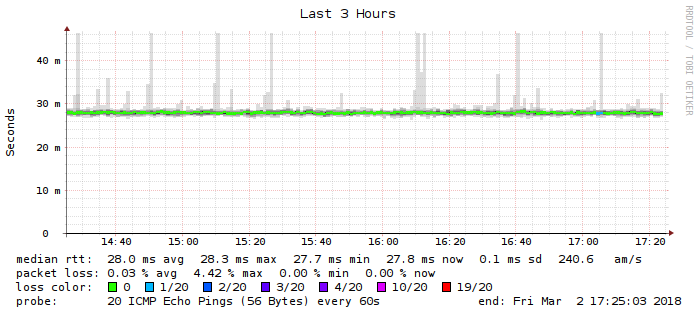 Last 3 Hours
RRDTOOL / TOBI OETIKER
Seconds
40 m
30 m
20 m
10 m
0
14:40 15:00 15:20 15:40 16:00 16:20 16:40 17:00 17:20
median rtt: 28.0 ms avg 28.3 ms max 27.7 ms min 27.8 ms now 0.1 ms sd 240.6 am/s
packet loss: 0.03 % avg 4.42 % max 0.00 % min 0.00 % now
loss color: 0 1/20 2/20 3/20 4/20 10/20 19/20
probe: 20 ICMP Echo Pings (56 Bytes) every 60s end: Fri Mar 2 17:25:03 2018